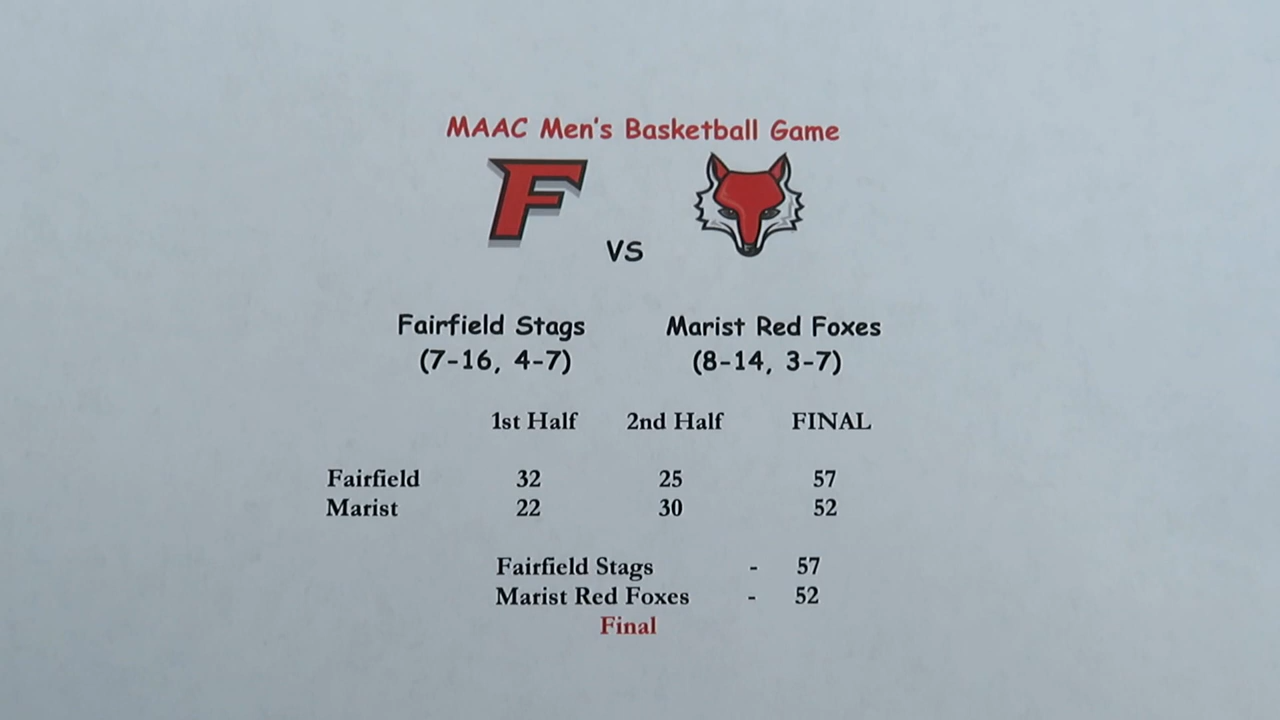 MAAC Men's Basketball Game
F
VS
Fairfield Stags Marist Red Foxes
(7-16, 4-7) (8-14, 3-7)
1st Half 2nd Half FINAL
Fairfield 32 25 57
Marist 22 30 52
Fairfield Stags - 57
Marist Red Foxes - 52
Final